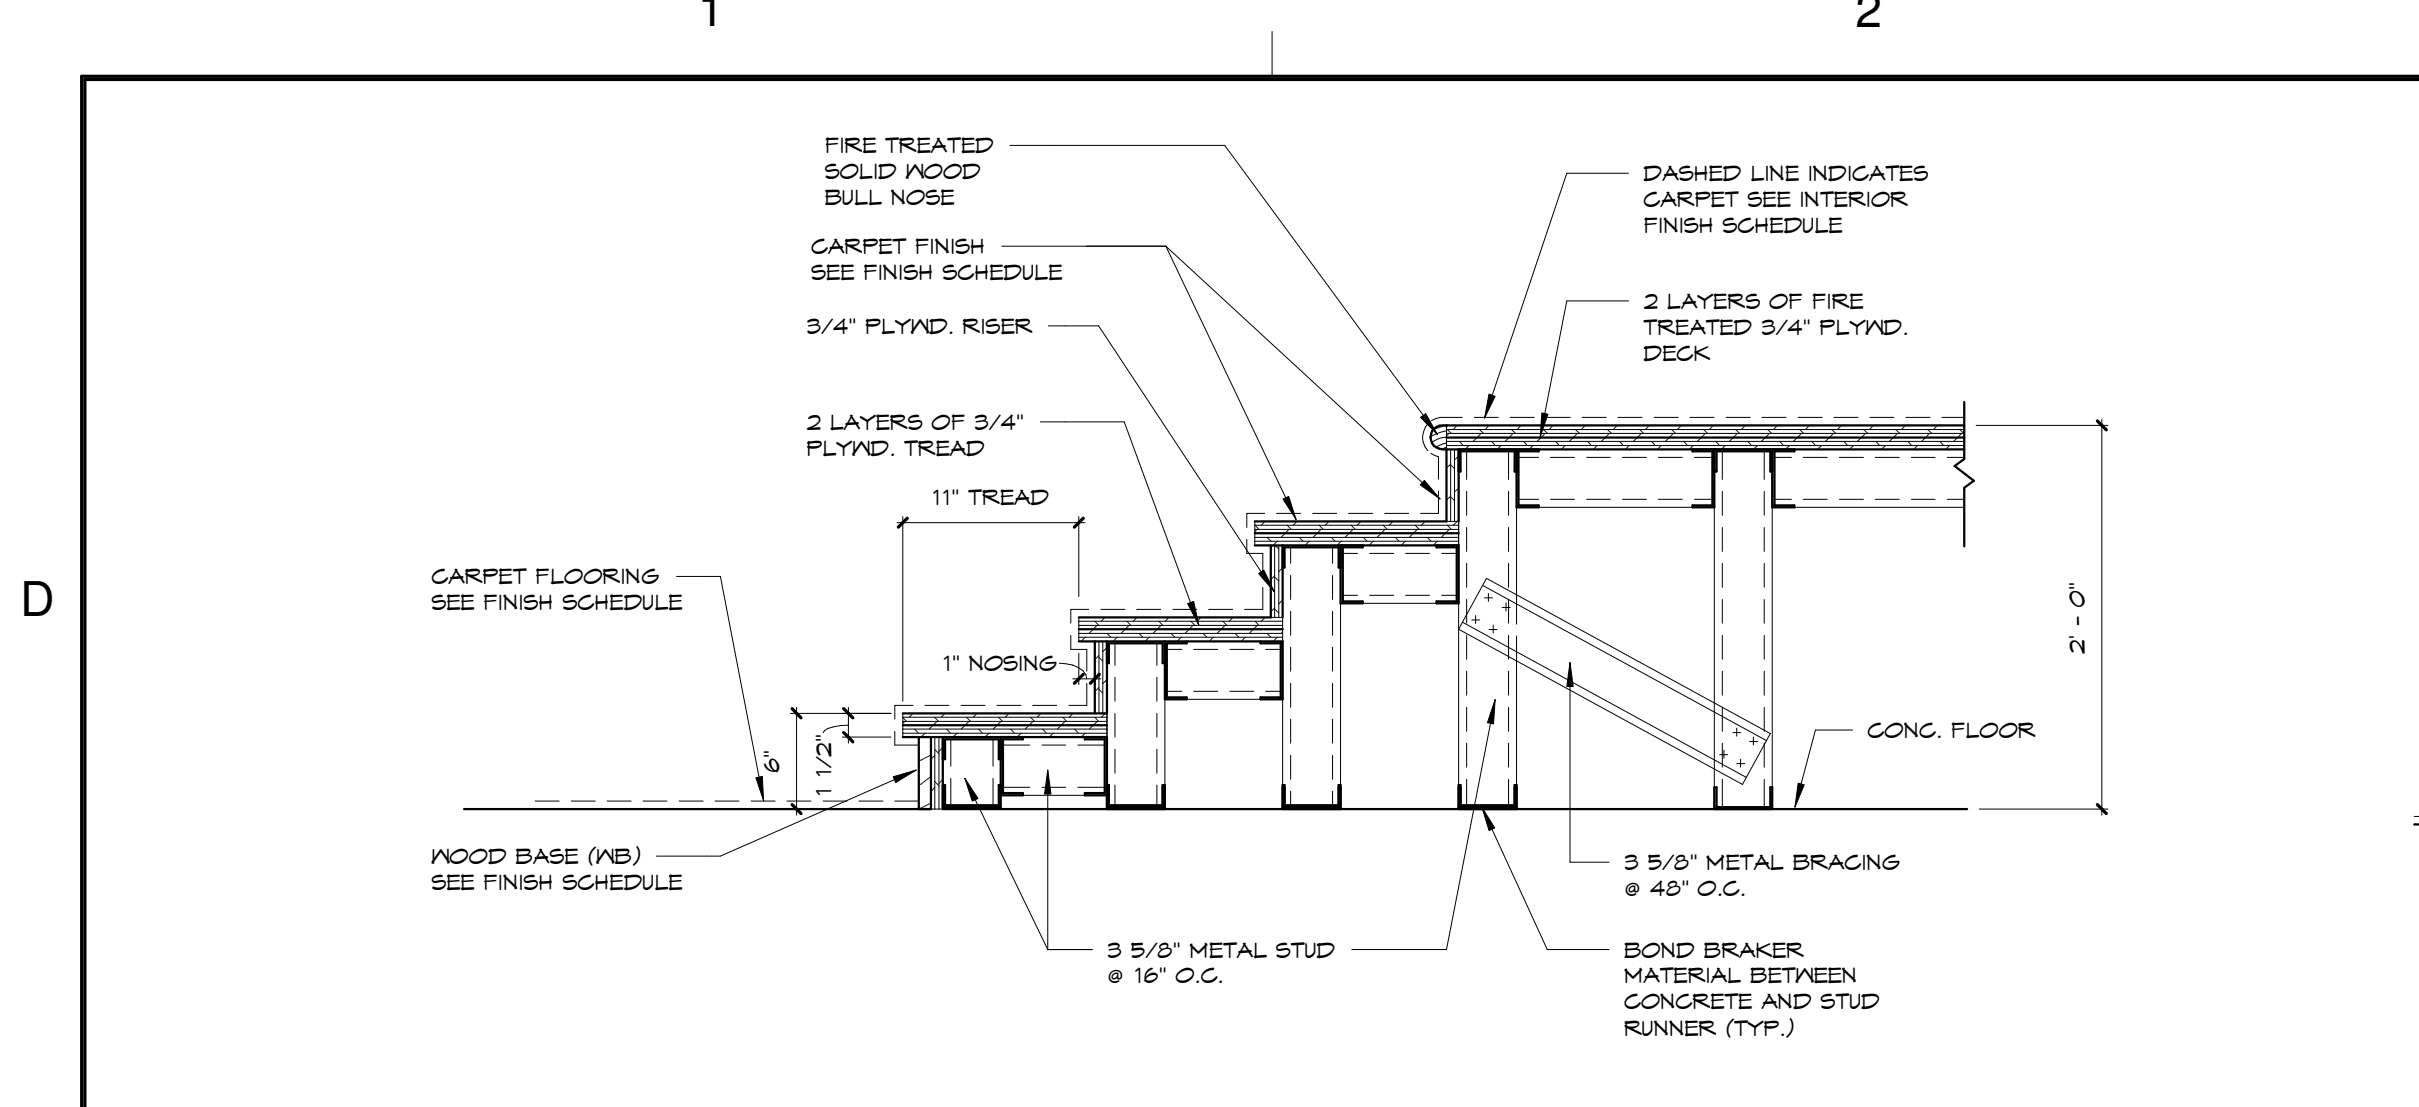 1
2
FIRE TREATED
SOLID WOOD
BULL NOSE
DASHED LINE INDICATES
CARPET SEE INTERIOR
FINISH SCHEDULE
CARPET FINISH
SEE FINISH SCHEDULE
2 LAYERS OF FIRE
TREATED 3/4" PLYWD.
DECK
3/4" PLYWD. RISER
2 LAYERS OF 3/4"
PLYWD. TREAD
11" TREAD
D
CARPET FLOORING
SEE FINISH SCHEDULE
2' - 0"
1" NOSING
6"
1 1/2"
CONC. FLOOR
WOOD BASE (WB)
SEE FINISH SCHEDULE
3 5/8" METAL BRACING
@ 48" O.C.
3 5/8" METAL STUD
@ 16" O.C.
BOND BRAKER
MATERIAL BETWEEN
CONCRETE AND STUD
RUNNER (TYP.)